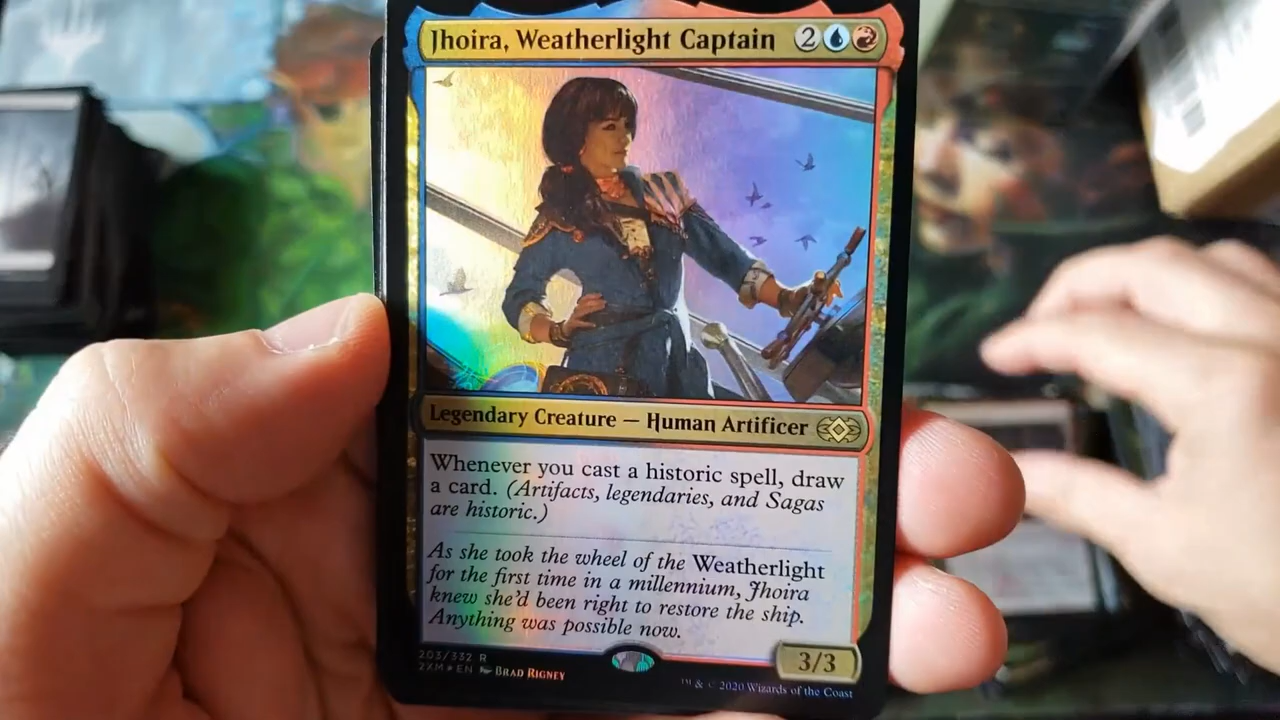 Jhoira, Weatherlight Captain 2
Legendary Creature — Human Artificer
Whenever you cast a historic spell, draw
a card. (Artifacts, legendaries, and Sagas
are historic.)
As she took the wheel of the Weatherlight
for the first time in a millennium, Jhoira
knew she'd been right to restore the ship.
Anything was possible now.
3/3
203/332 R
2XM★EN BRAD RIGNEY
™ & © 2020 Wizards of the Coast